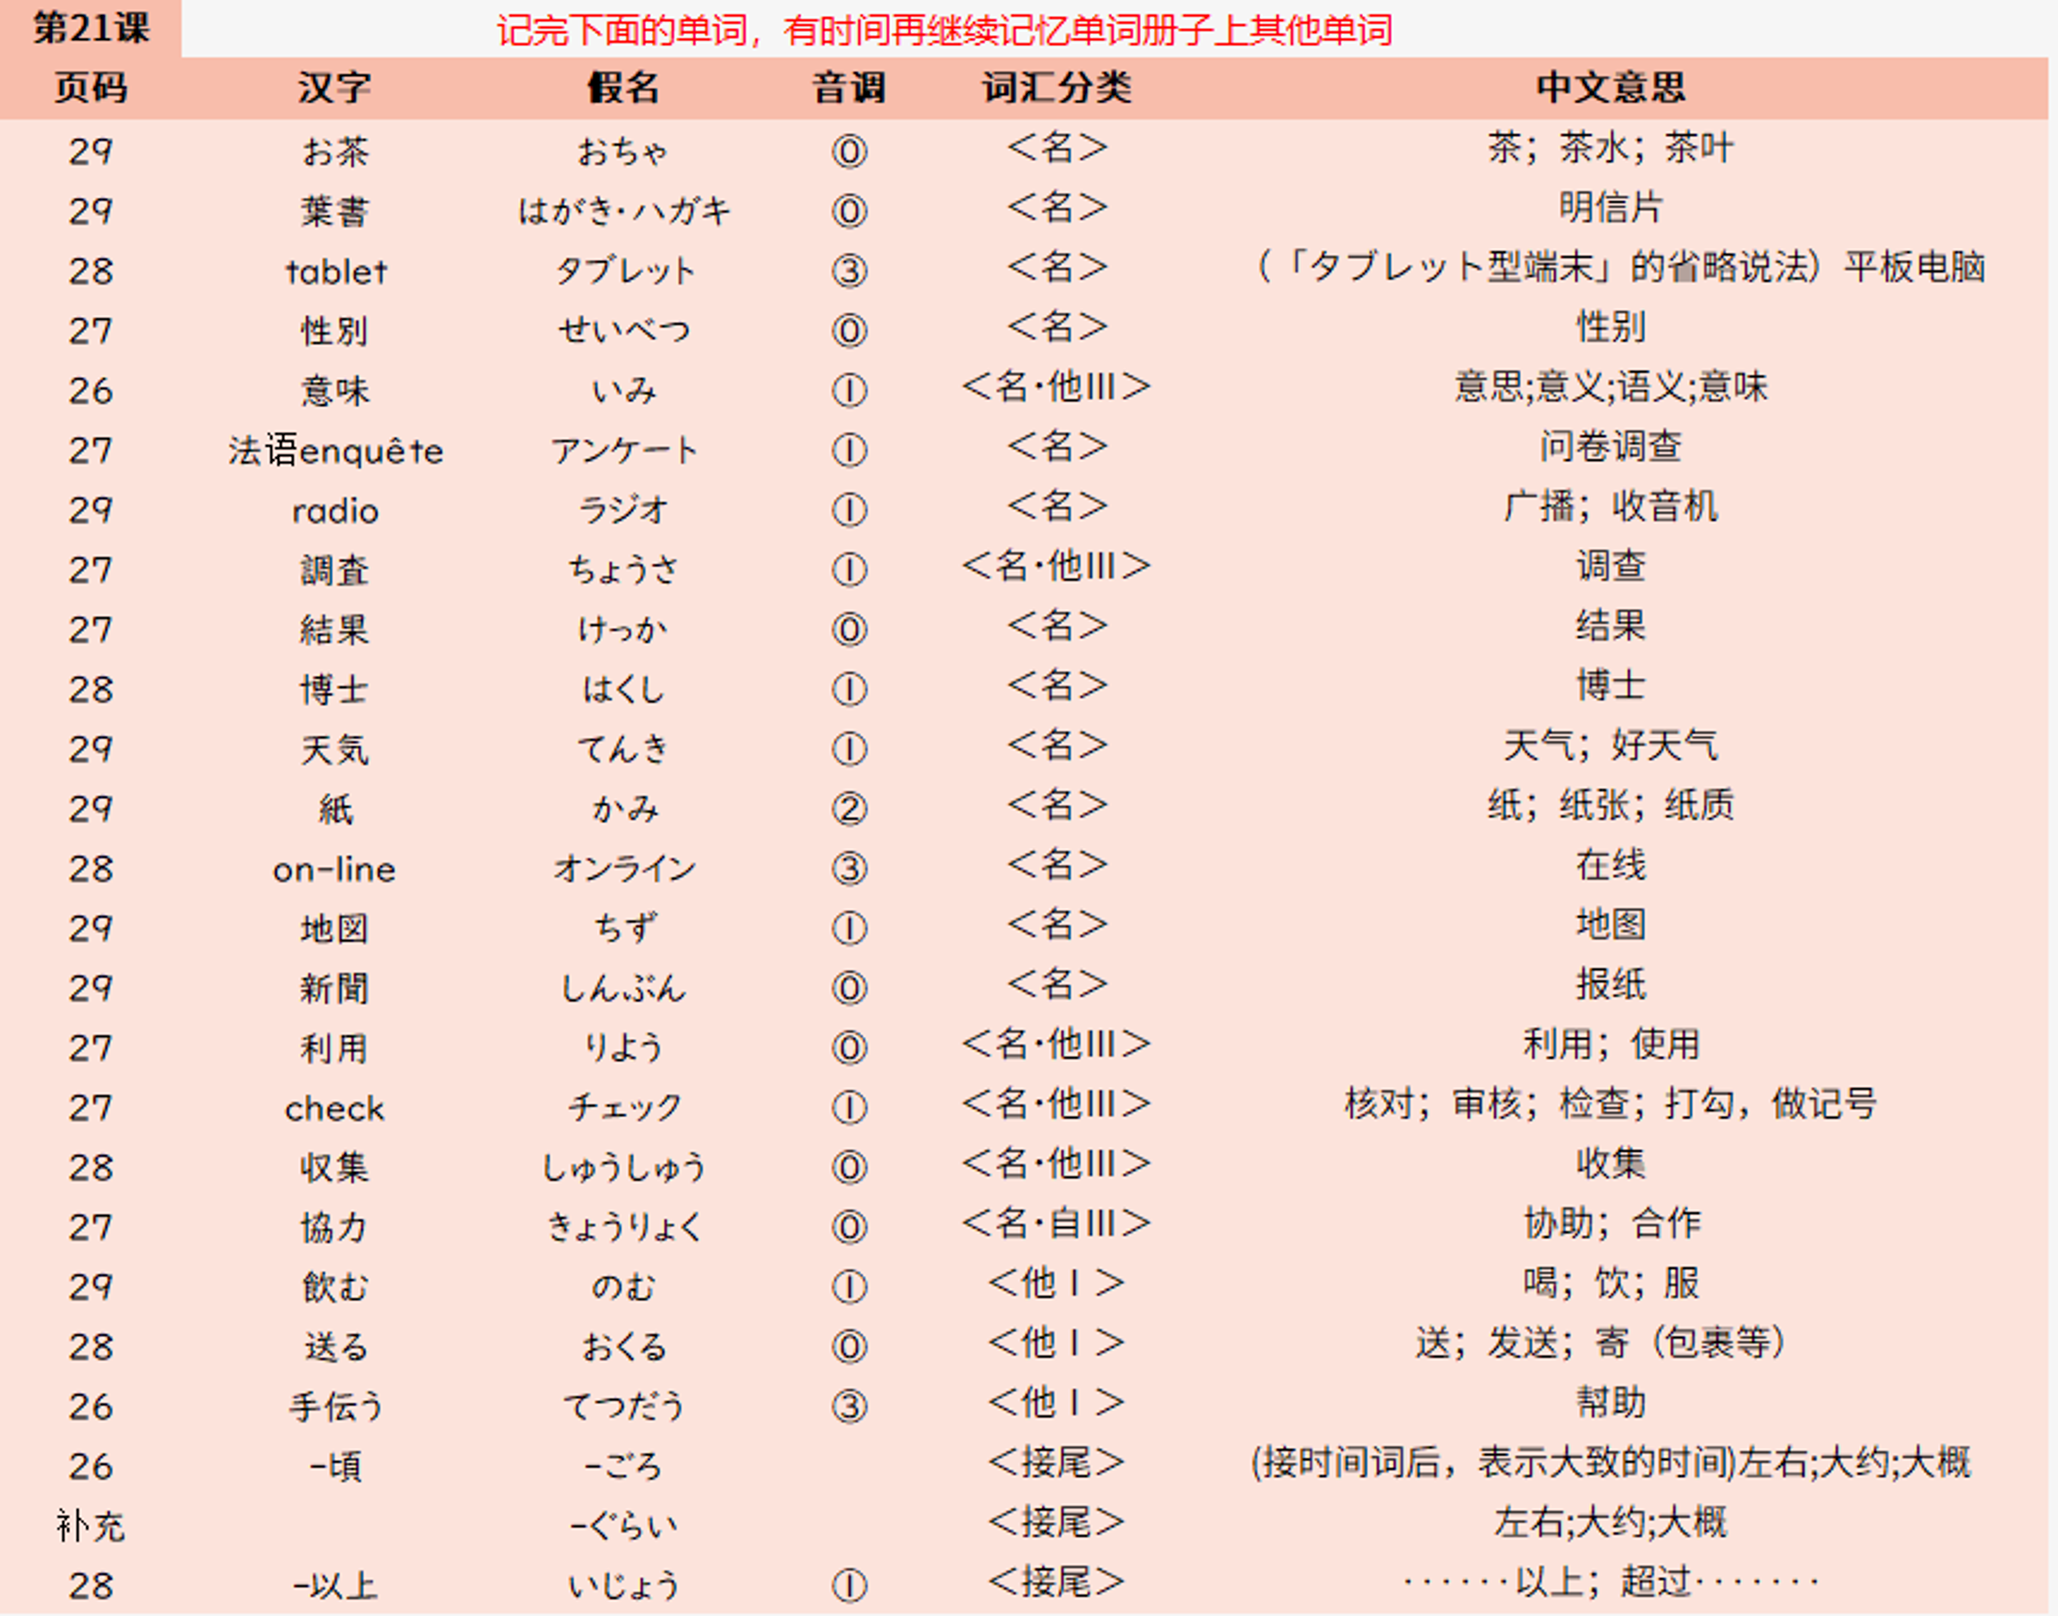 第21课 记完下面的单词，有时间再继续记忆单词册子上其他单词
页码 汉字 假名 音调 词汇分类 中文意思
29 お茶 おちゃ ⓪ ＜名＞ 茶；茶水；茶叶
29 葉書 はがき·ハガキ ⓪ ＜名＞ 明信片
28 tablet タブレット ③ ＜名＞ （「タブレット型端末」的省略说法）平板电脑
27 性別 せいべつ ⓪ ＜名＞ 性别
26 意味 いみ ① ＜名·他Ⅲ＞ 意思;意义;语义;意味
27 法语enquête アンケート ① ＜名＞ 问卷调查
29 radio ラジオ ① ＜名＞ 广播；收音机
27 調査 ちょうさ ① ＜名·他Ⅲ＞ 调查
27 結果 けっか ⓪ ＜名＞ 结果
28 博士 はくし ① ＜名＞ 博士
29 天気 てんき ① ＜名＞ 天气；好天气
29 紙 かみ ② ＜名＞ 纸；纸张；纸质
28 on-line オンライン ③ ＜名＞ 在线
29 地図 ちず ① ＜名＞ 地图
29 新聞 しんぶん ⓪ ＜名＞ 报纸
27 利用 りよう ⓪ ＜名·他Ⅲ＞ 利用；使用
27 check チェック ① ＜名·他Ⅲ＞ 核对；审核；检查；打勾，做记号
28 収集 しゅうしゅう ⓪ ＜名·他Ⅲ＞ 收集
27 協力 きょうりょく ⓪ ＜名·自Ⅲ＞ 协助；合作
29 飲む のむ ① ＜他Ⅰ＞ 喝；饮；服
28 送る おくる ⓪ ＜他Ⅰ＞ 送；发送；寄（包裹等）
26 手伝う てつだう ③ ＜他Ⅰ＞ 帮助
26 -頃 -ごろ ＜接尾＞ (接时间词后，表示大致的时间)左右;大约;大概
补充 -ぐらい ＜接尾＞ 左右;大约;大概
28 -以上 いじょう ① ＜接尾＞ ······以上；超过·······